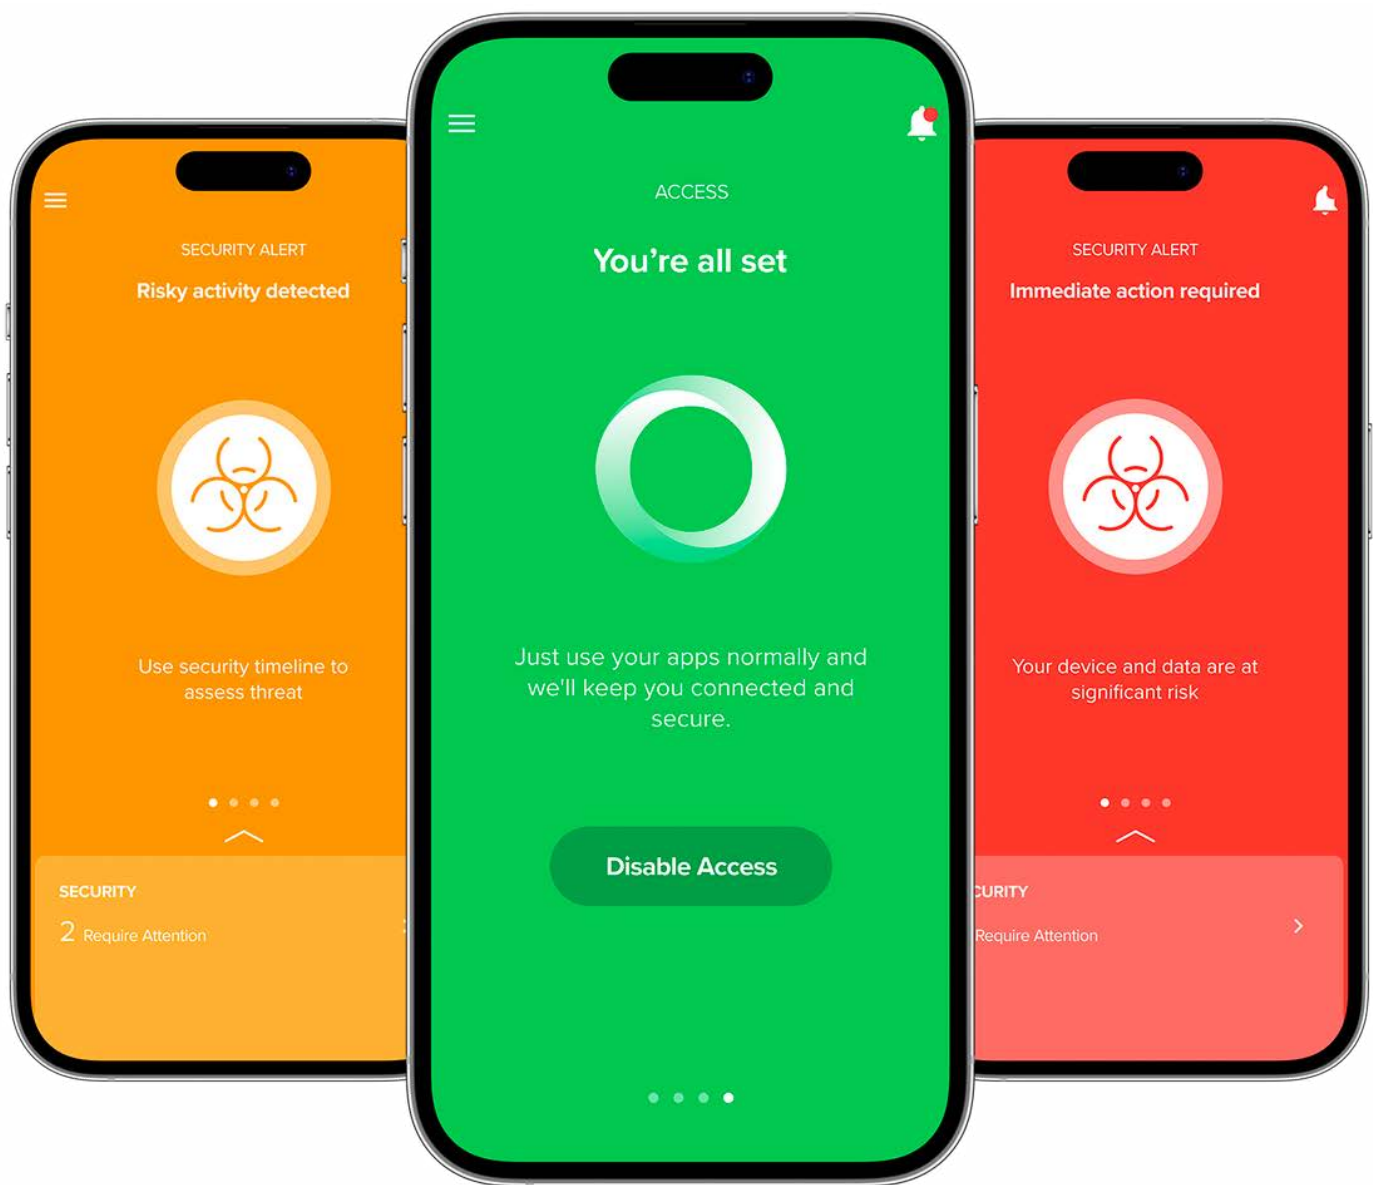 SECURITY ALERT
Risky activity detected
Use security timeline to
assess threat
SECURITY
2 Require Attention
ACCESS
You're all set
Just use your apps normally and
we'll keep you connected and
secure.
Disable Access
SECURITY ALERT
Immediate action required
Your device and data are at
significant risk
CURITY
Require Attention